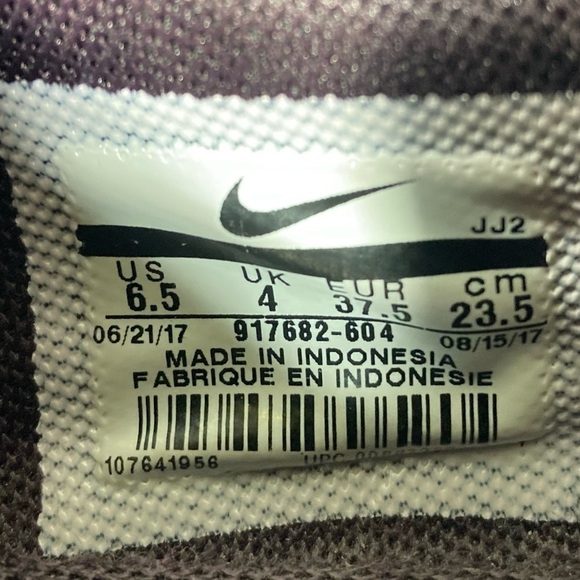 JJ2
US UK EUR cm
6.5 4 37.5 23.5
06/21/17 917682-604 08/15/17
MADE IN INDONESIA
FABRIQUE EN INDONESIE
107641956 UPC